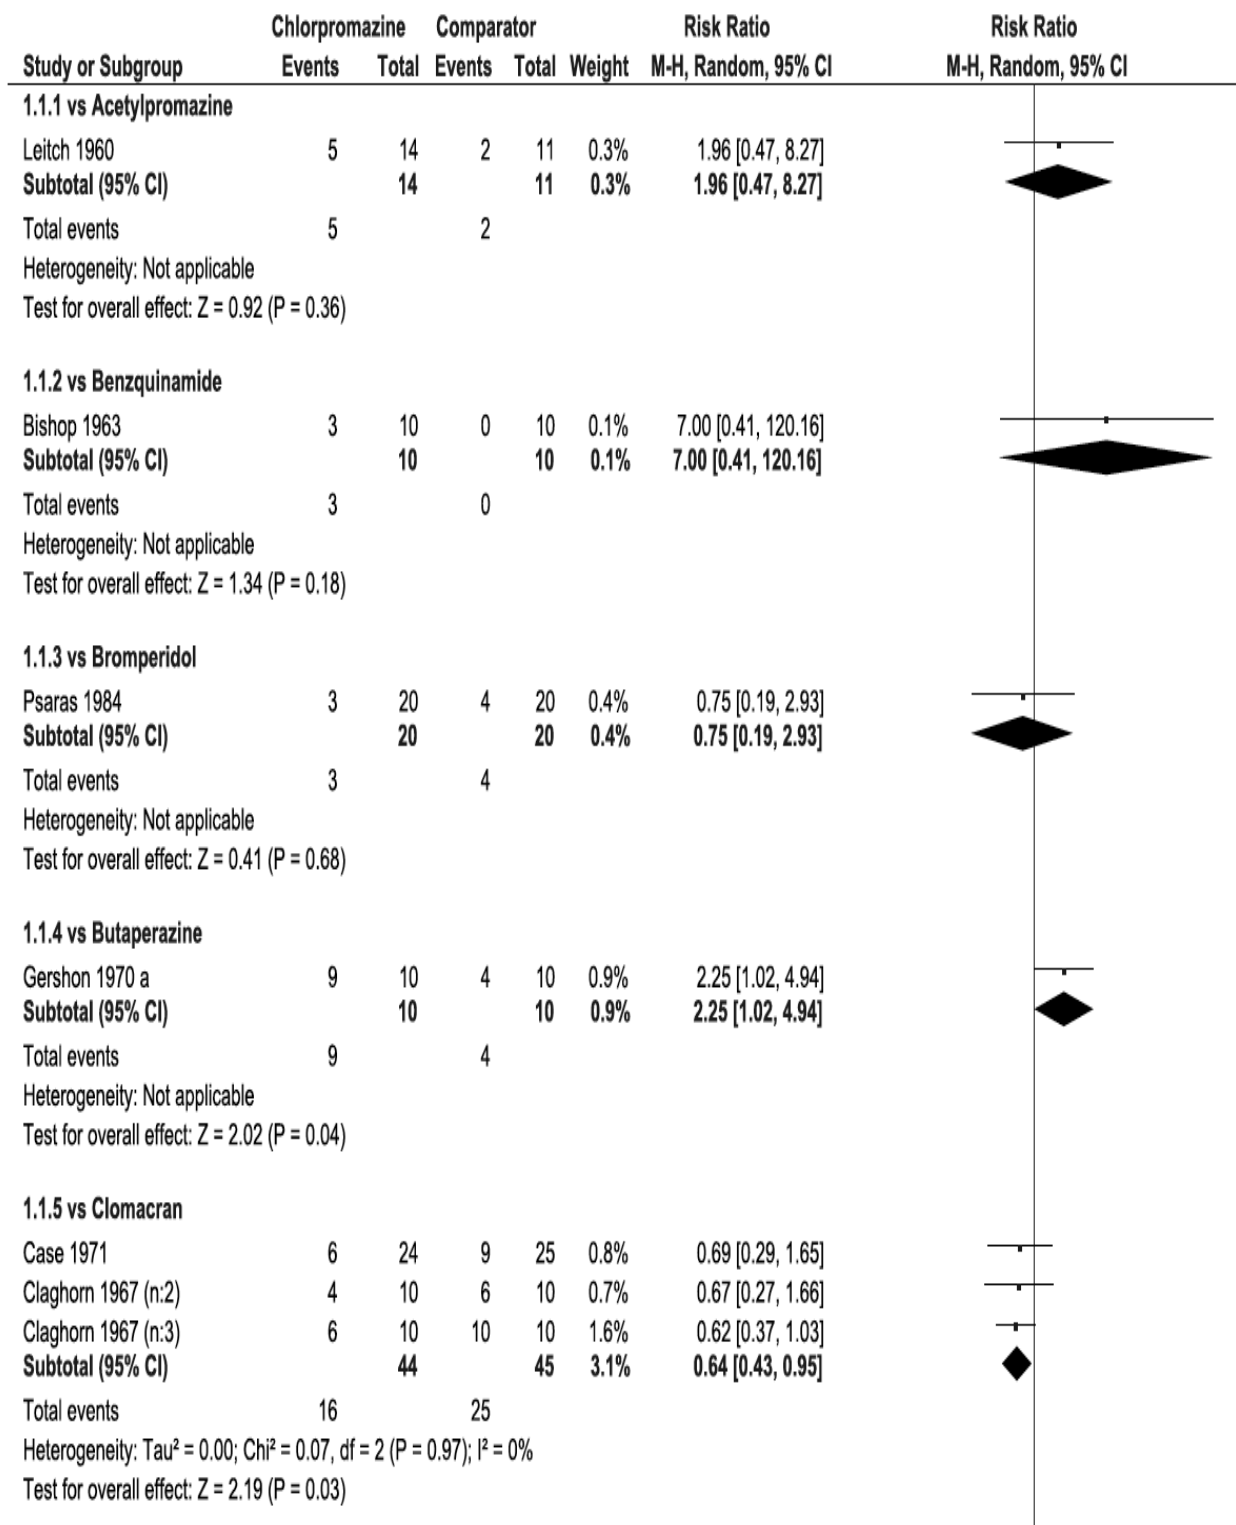 Chlorpromazine Comparator Risk Ratio Risk Ratio
Study or Subgroup Events Total Events Total Weight M-H, Random, 95% CI M-H, Random, 95% CI
1.1.1 vs Acetylpromazine
Leitch 1960 5 14 2 11 0.3% 1.96 [0.47, 8.27]
Subtotal (95% CI) 14 11 0.3% 1.96 [0.47, 8.27]
Total events 5 2
Heterogeneity: Not applicable
Test for overall effect: Z = 0.92 (P = 0.36)
1.1.2 vs Benzquinamide
Bishop 1963 3 10 0 10 0.1% 7.00 [0.41, 120.16]
Subtotal (95% CI) 10 10 0.1% 7.00 [0.41, 120.16]
Total events 3 0
Heterogeneity: Not applicable
Test for overall effect: Z = 1.34 (P = 0.18)
1.1.3 vs Bromperidol
Psaras 1984 3 20 4 20 0.4% 0.75 [0.19, 2.93]
Subtotal (95% CI) 20 20 0.4% 0.75 [0.19, 2.93]
Total events 3 4
Heterogeneity: Not applicable
Test for overall effect: Z = 0.41 (P = 0.68)
1.1.4 vs Butaperazine
Gershon 1970 a 9 10 4 10 0.9% 2.25 [1.02, 4.94]
Subtotal (95% CI) 10 10 0.9% 2.25 [1.02, 4.94]
Total events 9 4
Heterogeneity: Not applicable
Test for overall effect: Z = 2.02 (P = 0.04)
1.1.5 vs Clomacran
Case 1971 6 24 9 25 0.8% 0.69 [0.29, 1.65]
Claghorn 1967 (n:2) 4 10 6 10 0.7% 0.67 [0.27, 1.66]
Claghorn 1967 (n:3) 6 10 10 10 1.6% 0.62 [0.37, 1.03]
Subtotal (95% CI) 44 45 3.1% 0.64 [0.43, 0.95]
Total events 16 25
Heterogeneity: Tau² = 0.00; Chi² = 0.07, df = 2 (P = 0.97); I² = 0%
Test for overall effect: Z = 2.19 (P = 0.03)